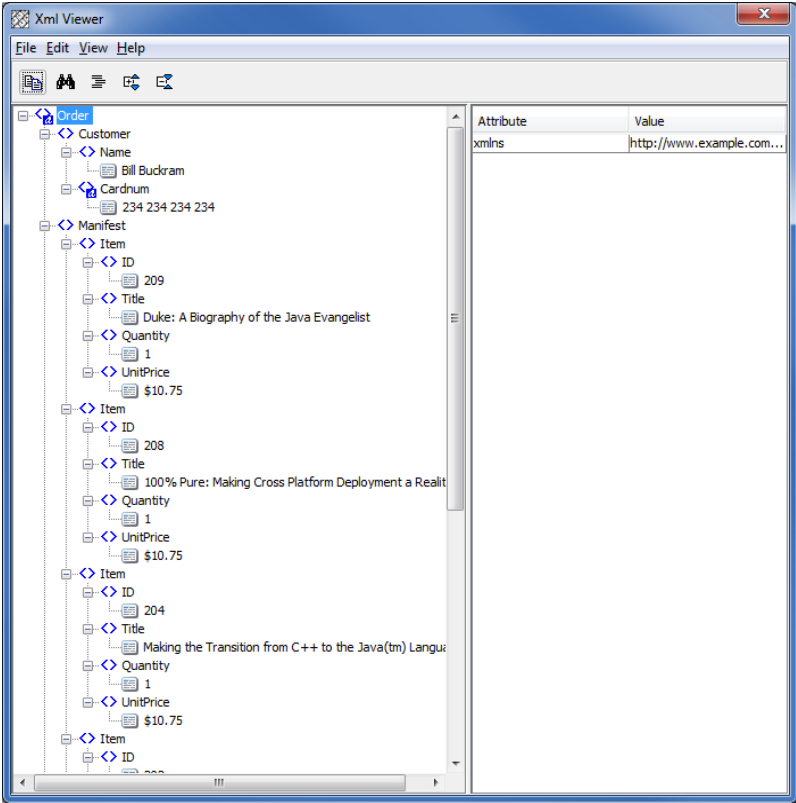 Xml Viewer
File Edit View Help
Order
Customer
Name
Bill Buckram
Cardnum
234 234 234 234
Manifest
Item
ID
209
Title
Duke: A Biography of the Java Evangelist
Quantity
1
UnitPrice
$10.75
Item
ID
208
Title
100% Pure: Making Cross Platform Deployment a Realit
Quantity
1
UnitPrice
$10.75
Item
ID
204
Title
Making the Transition from C++ to the Java(tm) Langua
Quantity
1
UnitPrice
$10.75
Item
ID
Attribute Value
xmlns http://www.example.com...